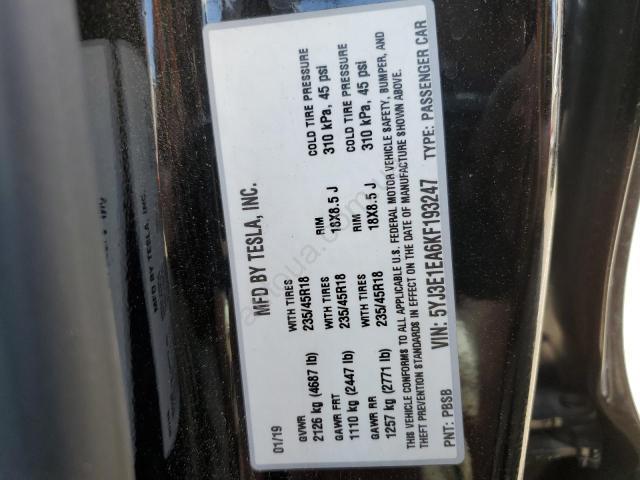 MFD BY TESLA, INC.
01/19
GVWR
2126 kg (4687 lb)
WITH TIRES
235/45R18
RIM
18X8.5 J
COLD TIRE PRESSURE
310 kPa, 45 psi
GAWR FRT
1110 kg (2447 lb)
WITH TIRES
235/45R18
RIM
18X8.5 J
COLD TIRE PRESSURE
310 kPa, 45 psi
GAWR RR
1257 kg (2771 lb)
WITH TIRES
235/45R18
THIS VEHICLE CONFORMS TO ALL APPLICABLE U.S. FEDERAL MOTOR VEHICLE SAFETY, BUMPER, AND
THEFT PREVENTION STANDARDS IN EFFECT ON THE DATE OF MANUFACTURE SHOWN ABOVE.
PNT: PBSB VIN: 5YJ3E1EA6KF193247 TYPE: PASSENGER CAR
MFD BY TESLA, INC.